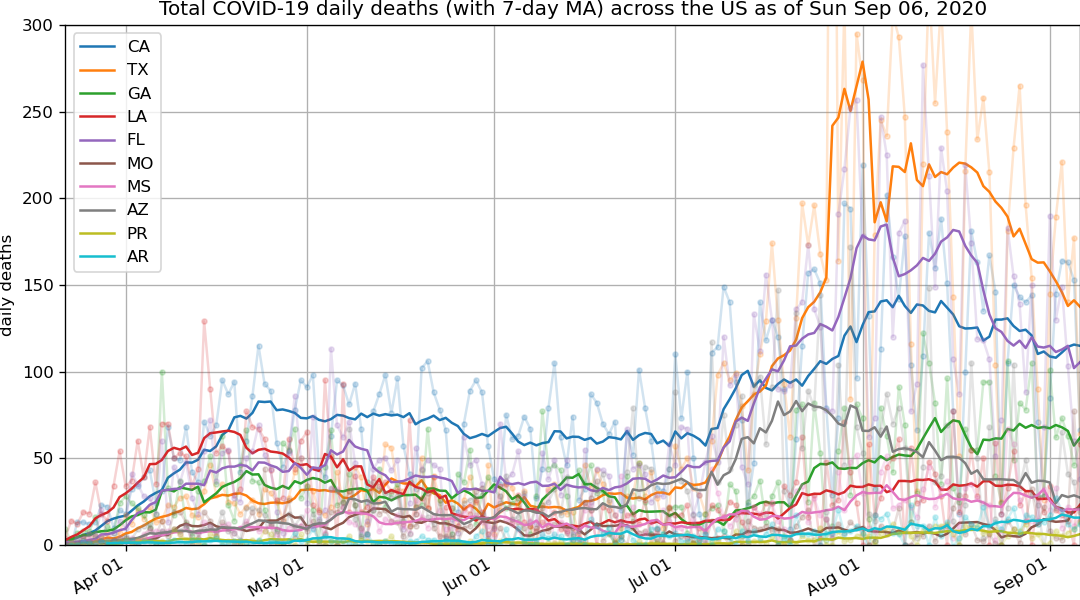 Total COVID-19 daily deaths (with 7-day MA) across the US as of Sun Sep 06, 2020
daily deaths
300
250
200
150
100
50
0
CA
TX
GA
LA
FL
MO
MS
AZ
PR
AR
Apr 01
May 01
Jun 01
Jul 01
Aug 01
Sep 01